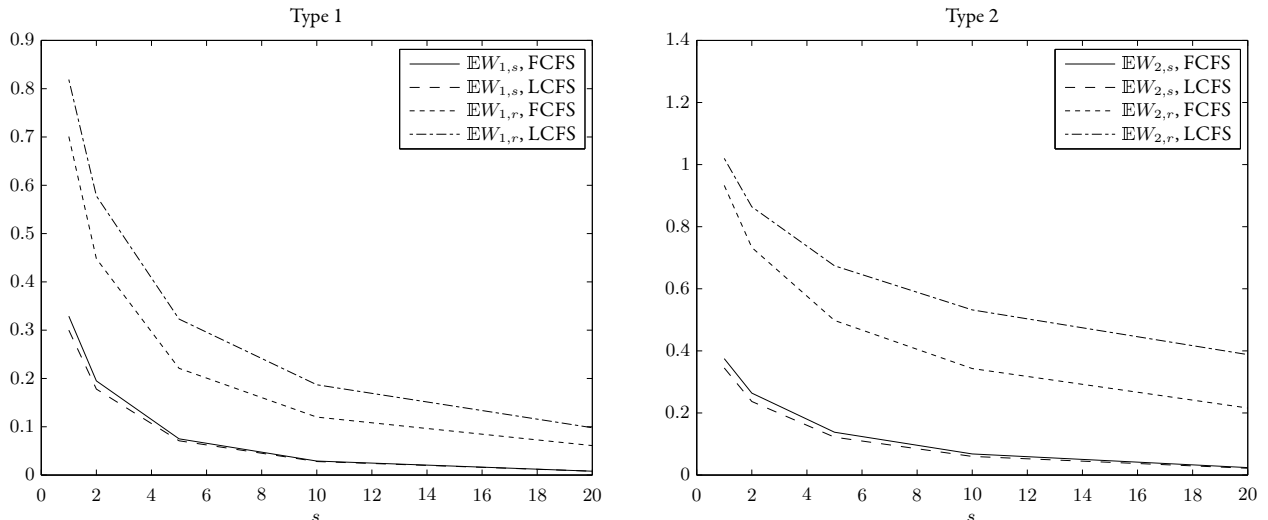 Type 1
0.9
0.8
0.7
0.6
0.5
0.4
0.3
0.2
0.1
0
0 2 4 6 8 10 12 14 16 18 20
s
𝔼W₁,ₛ, FCFS
𝔼W₁,ₛ, LCFS
𝔼W₁,ᵣ, FCFS
𝔼W₁,ᵣ, LCFS
Type 2
1.4
1.2
1
0.8
0.6
0.4
0.2
0
0 2 4 6 8 10 12 14 16 18 20
s
𝔼W₂,ₛ, FCFS
𝔼W₂,ₛ, LCFS
𝔼W₂,ᵣ, FCFS
𝔼W₂,ᵣ, LCFS